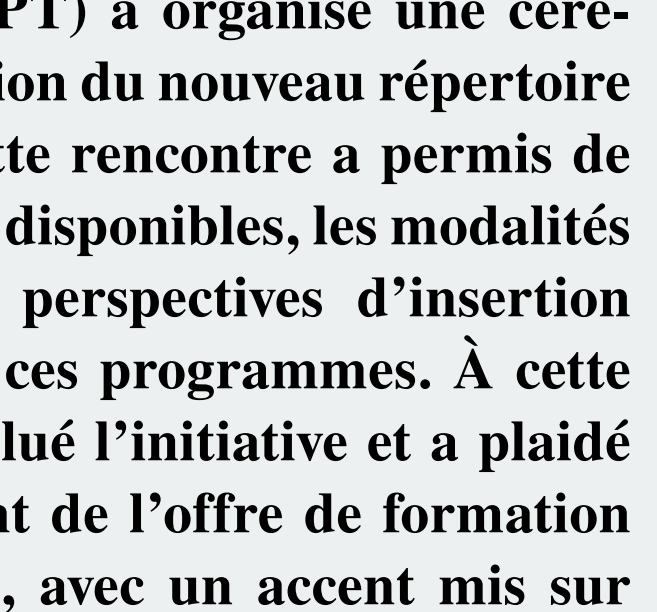 PT) a organisé une céré-
ion du nouveau répertoire
tte rencontre a permis de
disponibles, les modalités
perspectives d’insertion
ces programmes. À cette
lué l’initiative et a plaidé
nt de l’offre de formation
, avec un accent mis sur